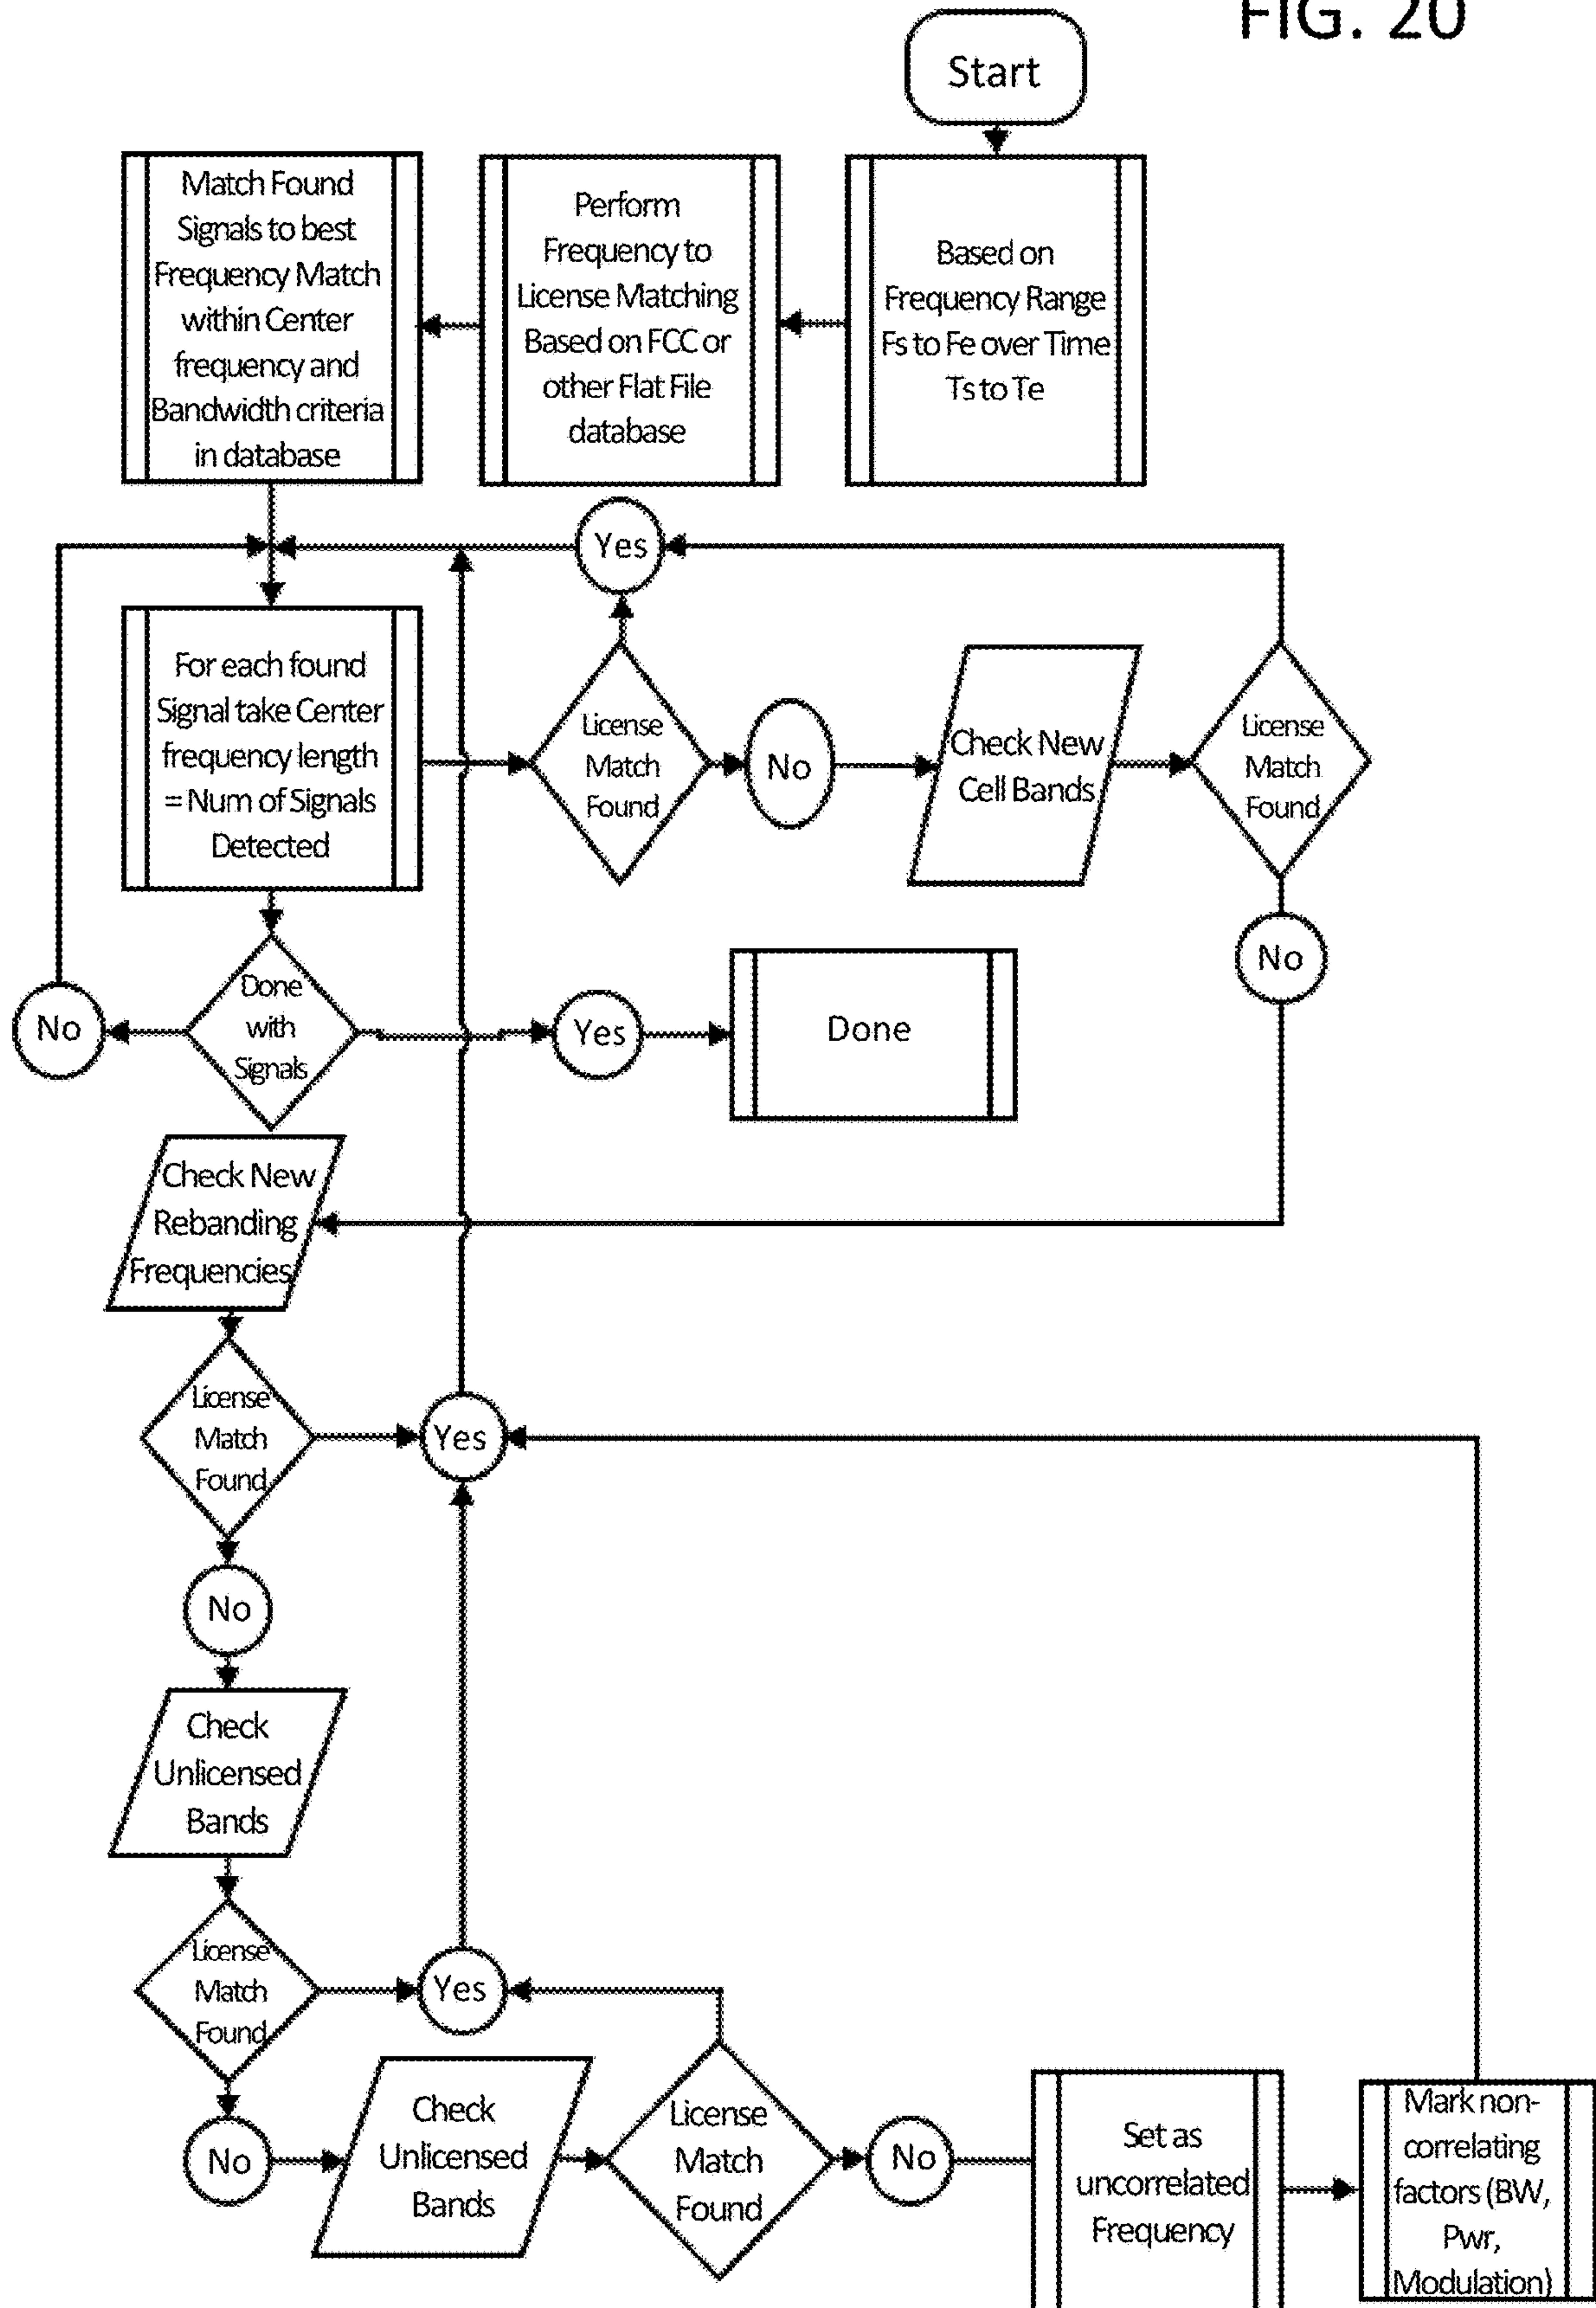 FIG. 20
Start
Match Found
Signals to best
Frequency Match
within Center
frequency and
Bandwidth criteria
in database
Perform
Frequency to
License Matching
Based on FCC or
other Flat File
database
Based on
Frequency Range
Fs to Fe over Time
Ts to Te
Yes
For each found
Signal take Center
frequency length
= Num of Signals
Detected
License
Match
Found
No
Check New
Cell Bands
License
Match
Found
No
No
Done
with
Signals
Yes
Done
Check New
Rebanding
Frequencies
License
Match
Found
Yes
No
Check
Unlicensed
Bands
License
Match
Found
Yes
No
Check
Unlicensed
Bands
License
Match
Found
No
Set as
uncorrelated
Frequency
Mark non-
correlating
factors (BW,
Pwr,
Modulation)